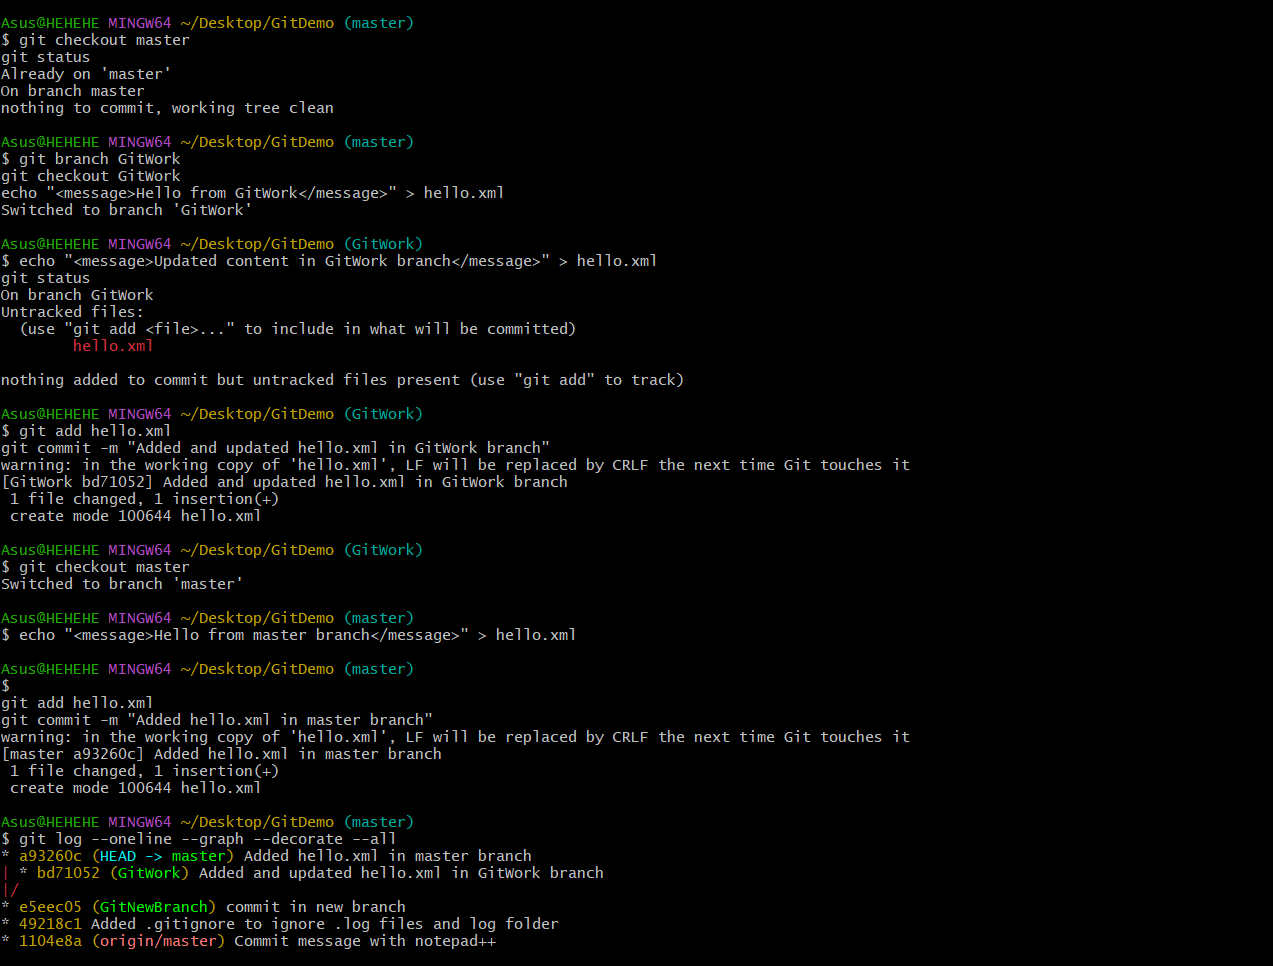 Asus@HEHEHE MINGW64 ~/Desktop/GitDemo (master)
$ git checkout master
git status
Already on 'master'
On branch master
nothing to commit, working tree clean
Asus@HEHEHE MINGW64 ~/Desktop/GitDemo (master)
$ git branch GitWork
git checkout GitWork
echo "<message>Hello from GitWork</message>" > hello.xml
Switched to branch 'GitWork'
Asus@HEHEHE MINGW64 ~/Desktop/GitDemo (GitWork)
$ echo "<message>Updated content in GitWork branch</message>" > hello.xml
git status
On branch GitWork
Untracked files:
  (use "git add <file>..." to include in what will be committed)
        hello.xml
nothing added to commit but untracked files present (use "git add" to track)
Asus@HEHEHE MINGW64 ~/Desktop/GitDemo (GitWork)
$ git add hello.xml
git commit -m "Added and updated hello.xml in GitWork branch"
warning: in the working copy of 'hello.xml', LF will be replaced by CRLF the next time Git touches it
[GitWork bd71052] Added and updated hello.xml in GitWork branch
 1 file changed, 1 insertion(+)
 create mode 100644 hello.xml
Asus@HEHEHE MINGW64 ~/Desktop/GitDemo (GitWork)
$ git checkout master
Switched to branch 'master'
Asus@HEHEHE MINGW64 ~/Desktop/GitDemo (master)
$ echo "<message>Hello from master branch</message>" > hello.xml
Asus@HEHEHE MINGW64 ~/Desktop/GitDemo (master)
$
git add hello.xml
git commit -m "Added hello.xml in master branch"
warning: in the working copy of 'hello.xml', LF will be replaced by CRLF the next time Git touches it
[master a93260c] Added hello.xml in master branch
 1 file changed, 1 insertion(+)
 create mode 100644 hello.xml
Asus@HEHEHE MINGW64 ~/Desktop/GitDemo (master)
$ git log --oneline --graph --decorate --all
* a93260c (HEAD -> master) Added hello.xml in master branch
| * bd71052 (GitWork) Added and updated hello.xml in GitWork branch
|/
* e5eec05 (GitNewBranch) commit in new branch
* 49218c1 Added .gitignore to ignore .log files and log folder
* 1104e8a (origin/master) Commit message with notepad++